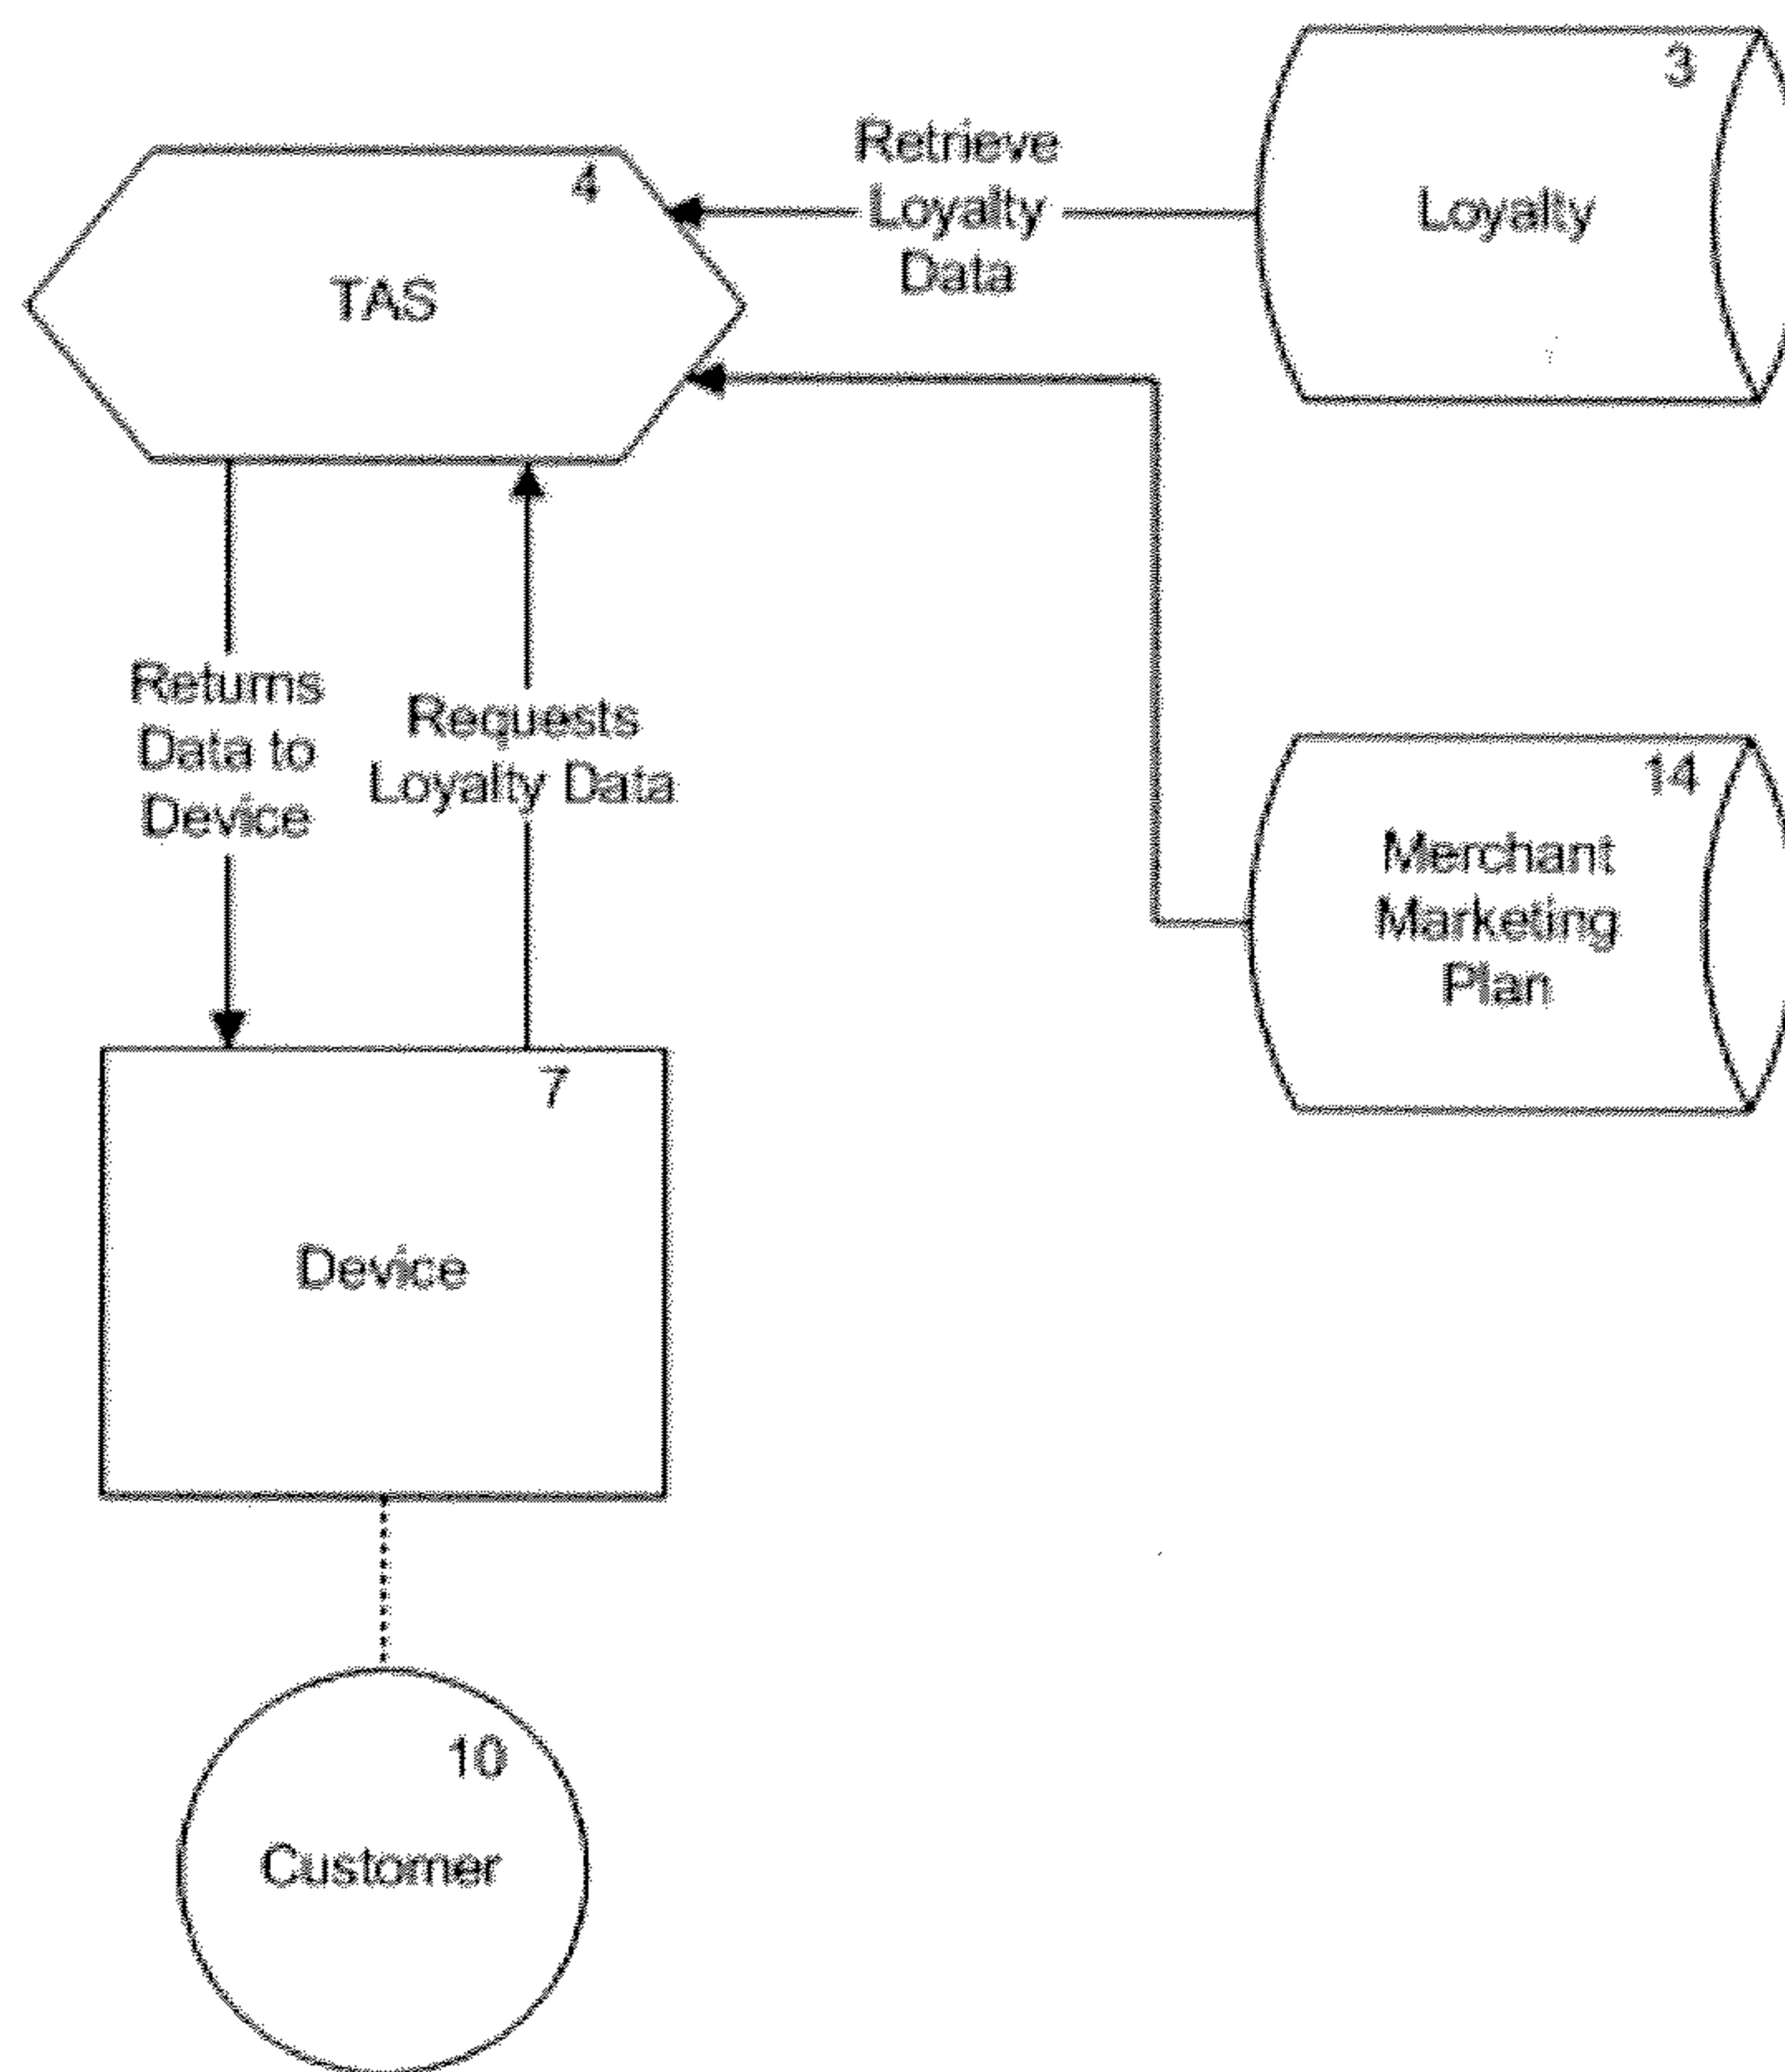 3
Loyalty
Retrieve
Loyalty
Data
4
TAS
Returns
Data to
Device
Requests
Loyalty Data
14
Merchant
Marketing
Plan
7
Device
10
Customer